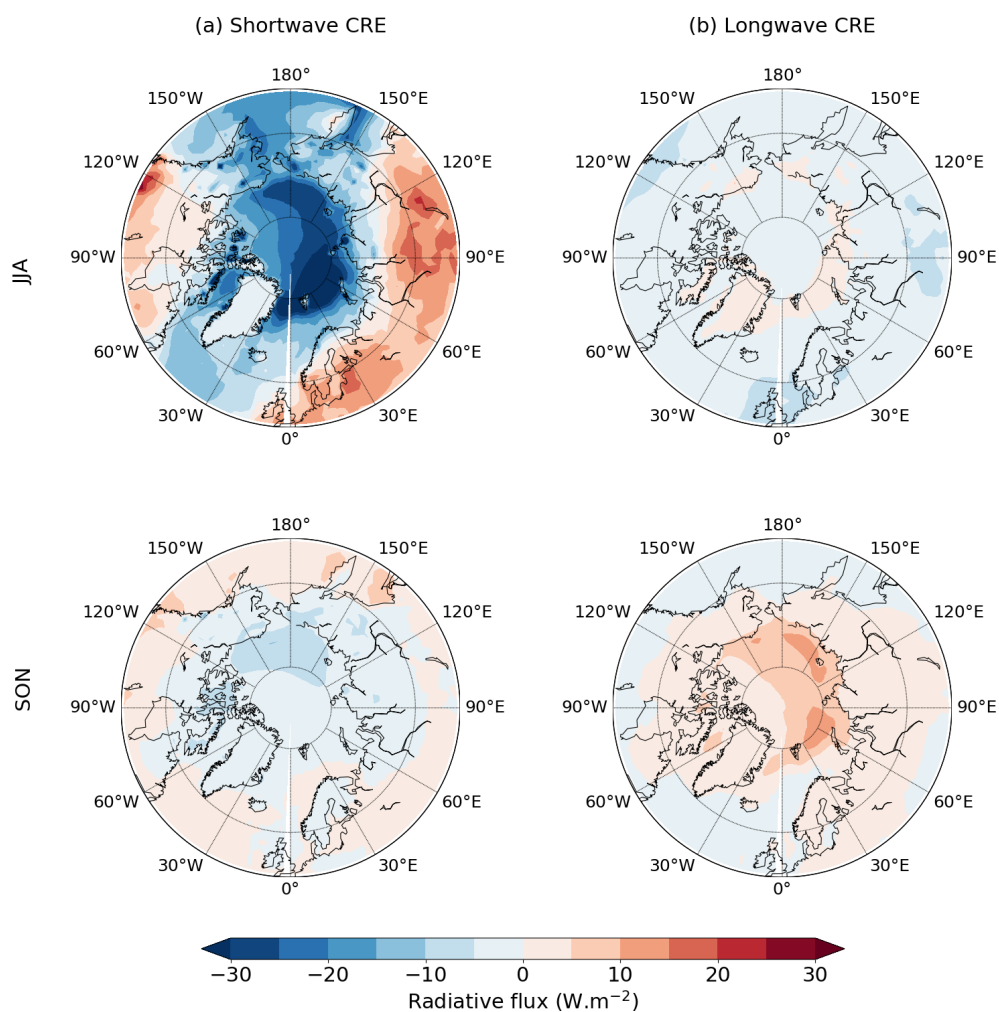 (a) Shortwave CRE
(b) Longwave CRE
180° 180°
150°W 150°E 150°W 150°E
120°W 120°E 120°W 120°E
JJA
90°W 90°E 90°W 90°E
60°W 60°E 60°W 60°E
30°W 30°E 30°W 30°E
0° 0°
180° 180°
150°W 150°E 150°W 150°E
120°W 120°E 120°W 120°E
SON
90°W 90°E 90°W 90°E
60°W 60°E 60°W 60°E
30°W 30°E 30°W 30°E
0° 0°
−30 −20 −10 0 10 20 30
Radiative flux (W.m⁻²)